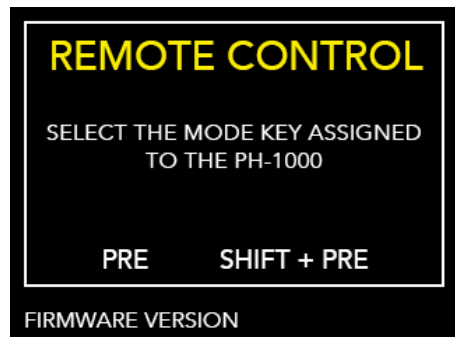 REMOTE CONTROL
SELECT THE MODE KEY ASSIGNED
TO THE PH-1000
PRE SHIFT + PRE
FIRMWARE VERSION